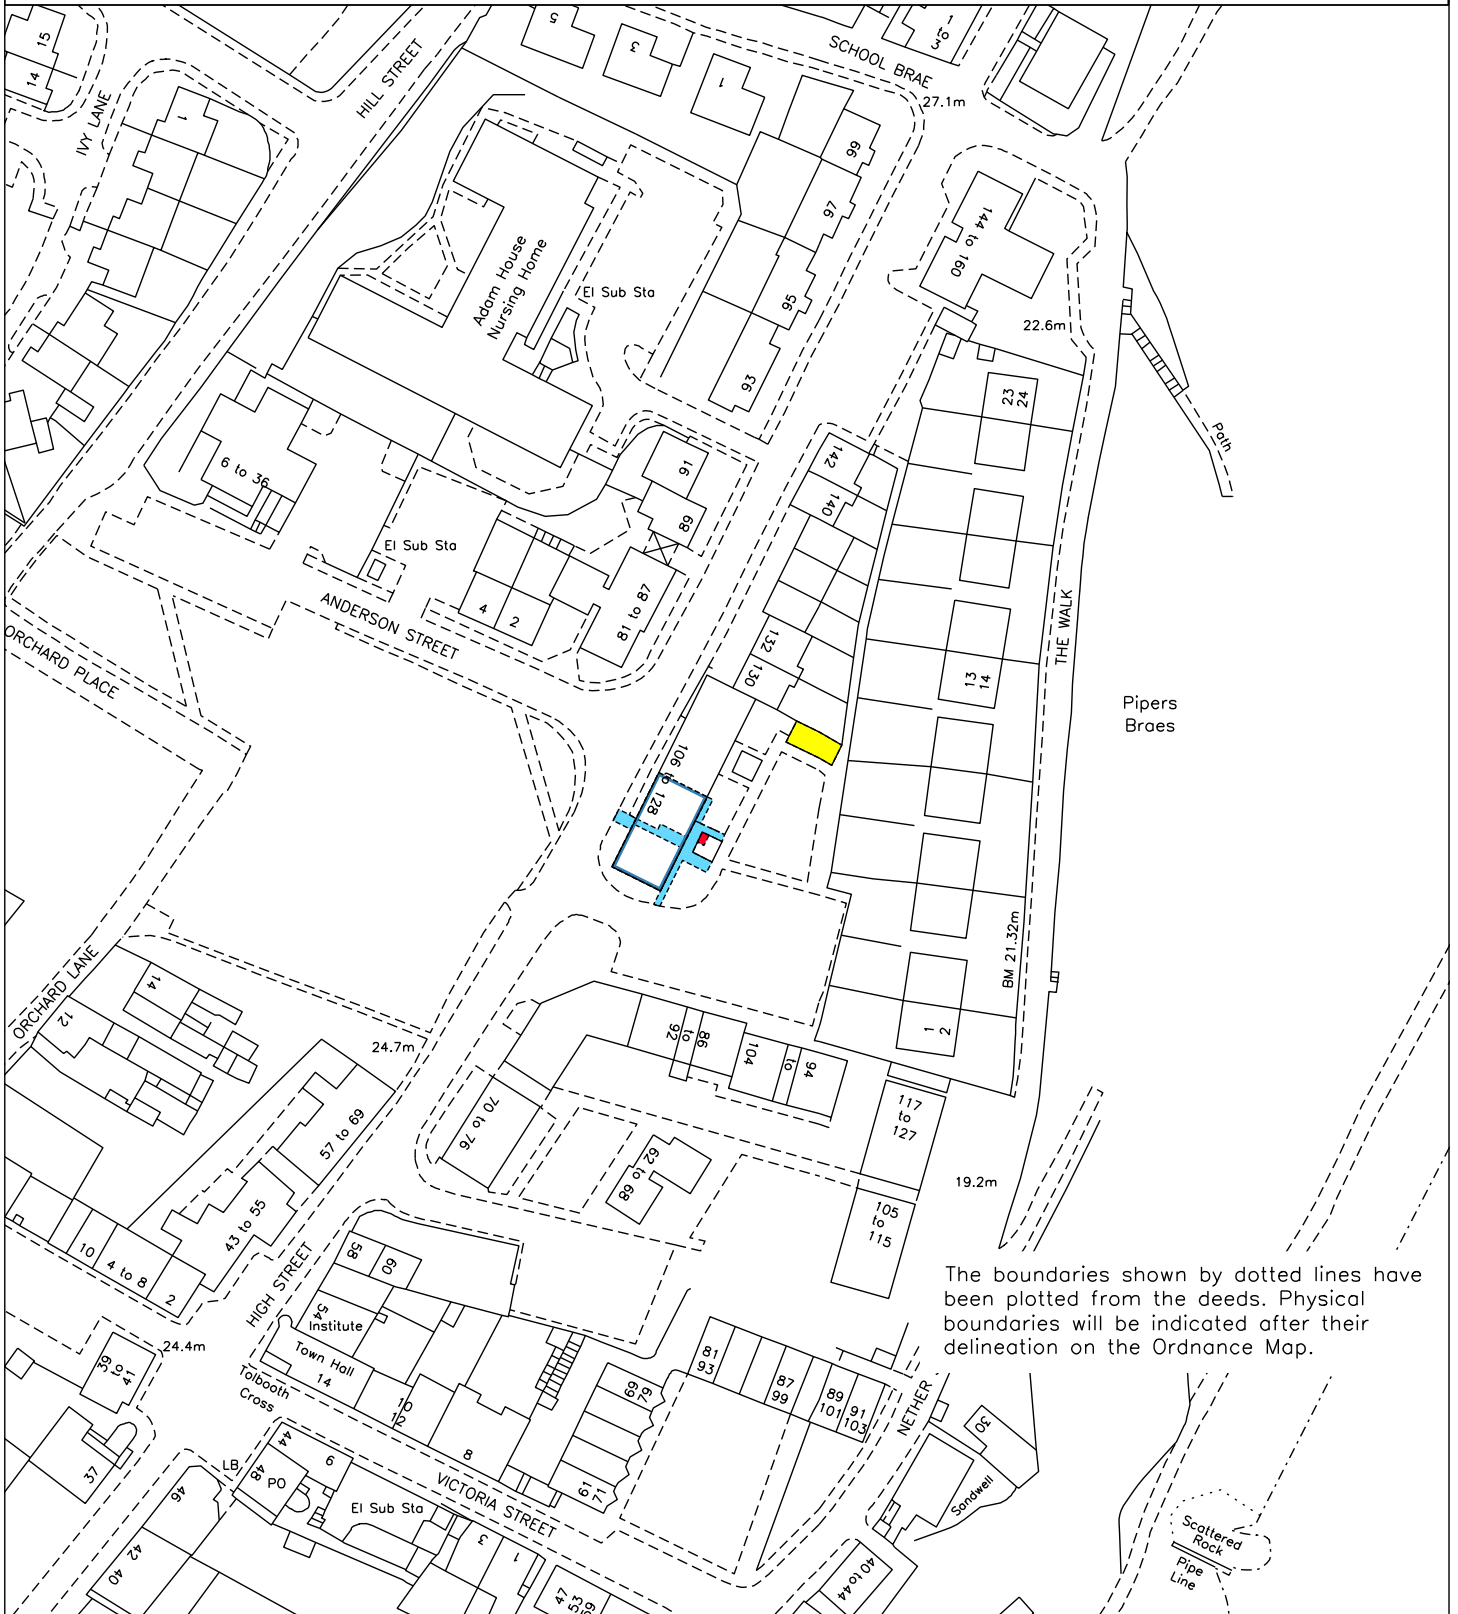 5
3
1
SCHOOL BRAE
27.1m
15
14
IVY LANE
1
HILL STREET
99
97
95
93
Adam House
Nursing Home
El Sub Sta
144 to 160
22.6m
23
24
Path
6 to 36
El Sub Sta
91
89
81 to 87
4
2
ANDERSON STREET
ORCHARD PLACE
142
140
132
130
THE WALK
13
14
Pipers
Braes
106
to
128
BM 21.32m
1
2
ORCHARD LANE
14
12
24.7m
92
to
86
104
to
94
117
to
127
70 to 76
57 to 69
62
to 68
19.2m
105
to
115
43 to 55
10
4 to 8
2
HIGH STREET
58
60
54
Institute
Town Hall
14
The boundaries shown by dotted lines have
been plotted from the deeds. Physical
boundaries will be indicated after their
delineation on the Ordnance Map.
24.4m
39
to
41
Tolbooth
Cross
10
12
8
81
93
87
99
89
101
91
103
69
79
61
71
NETHER
30
Sandwell
37
LB
44
48
PO
6
El Sub Sta
VICTORIA STREET
46
42
40
3
1
47
53
59
40 to 44
Scattered
Rock
Pipe
Line